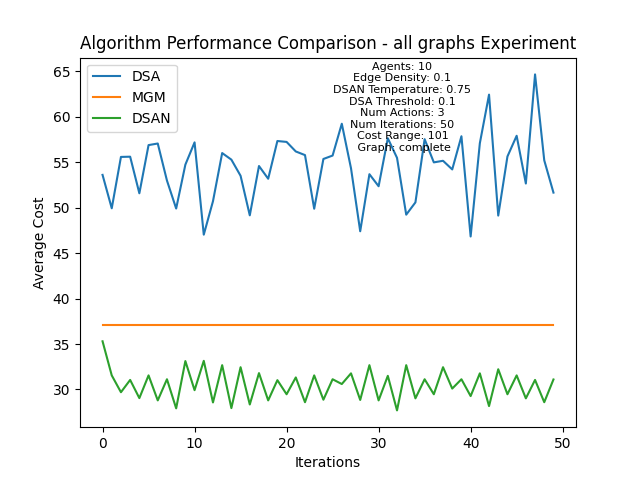 Algorithm Performance Comparison - all graphs Experiment
DSA
MGM
DSAN
Agents: 10
Edge Density: 0.1
DSAN Temperature: 0.75
DSA Threshold: 0.1
Num Actions: 3
Num Iterations: 50
Cost Range: 101
Graph: complete
Average Cost
65
60
55
50
45
40
35
30
0 10 20 30 40 50
Iterations